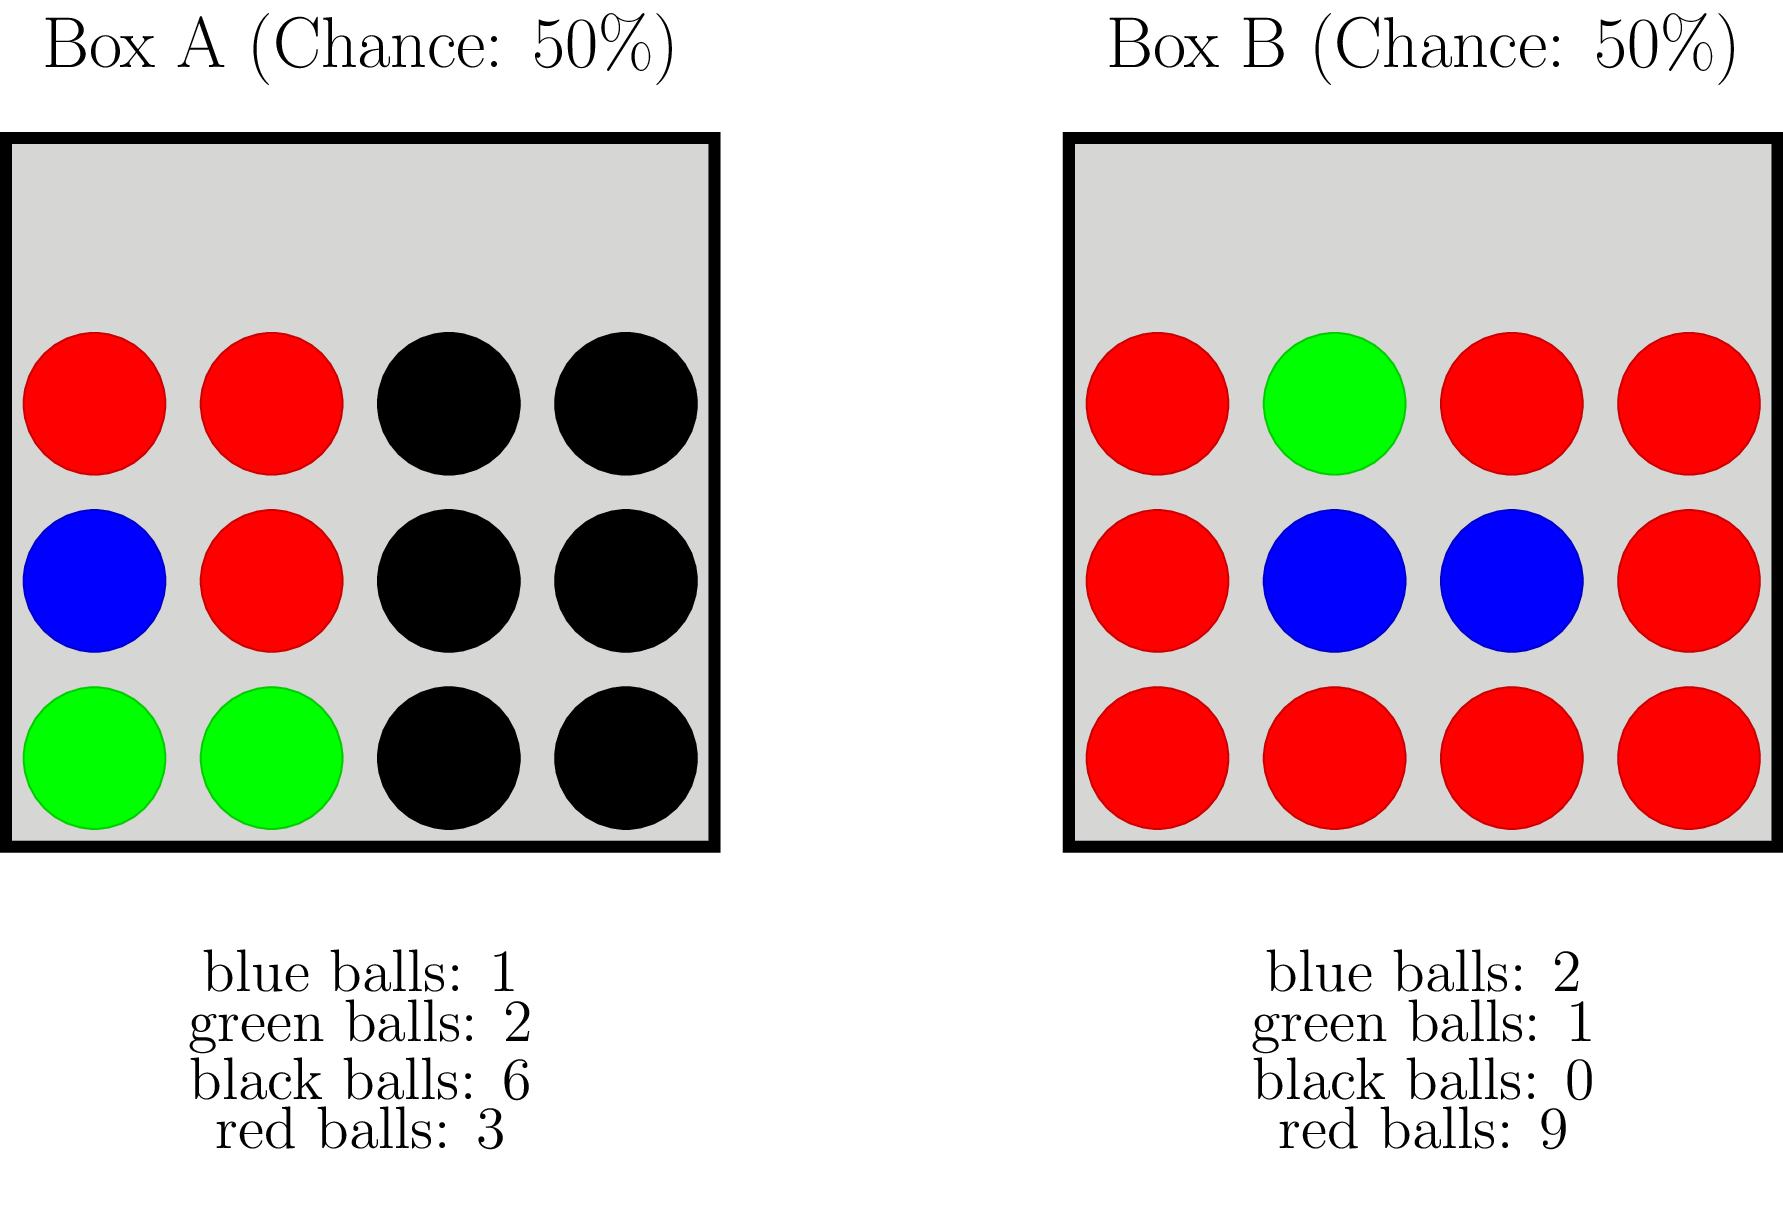 Box A (Chance: 50%)
Box B (Chance: 50%)
blue balls: 1
green balls: 2
black balls: 6
red balls: 3
blue balls: 2
green balls: 1
black balls: 0
red balls: 9